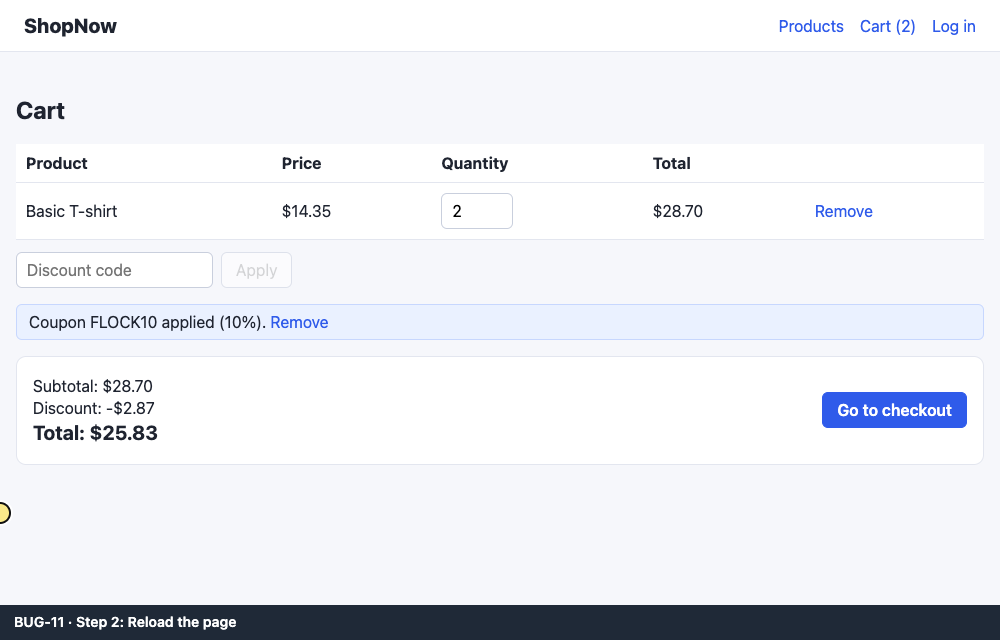 ShopNow Products Cart (2) Log in
Cart
Product Price Quantity Total
Basic T-shirt $14.35 2 $28.70 Remove
Discount code Apply
Coupon FLOCK10 applied (10%). Remove
Subtotal: $28.70
Discount: -$2.87
Total: $25.83
Go to checkout
BUG-11 · Step 2: Reload the page